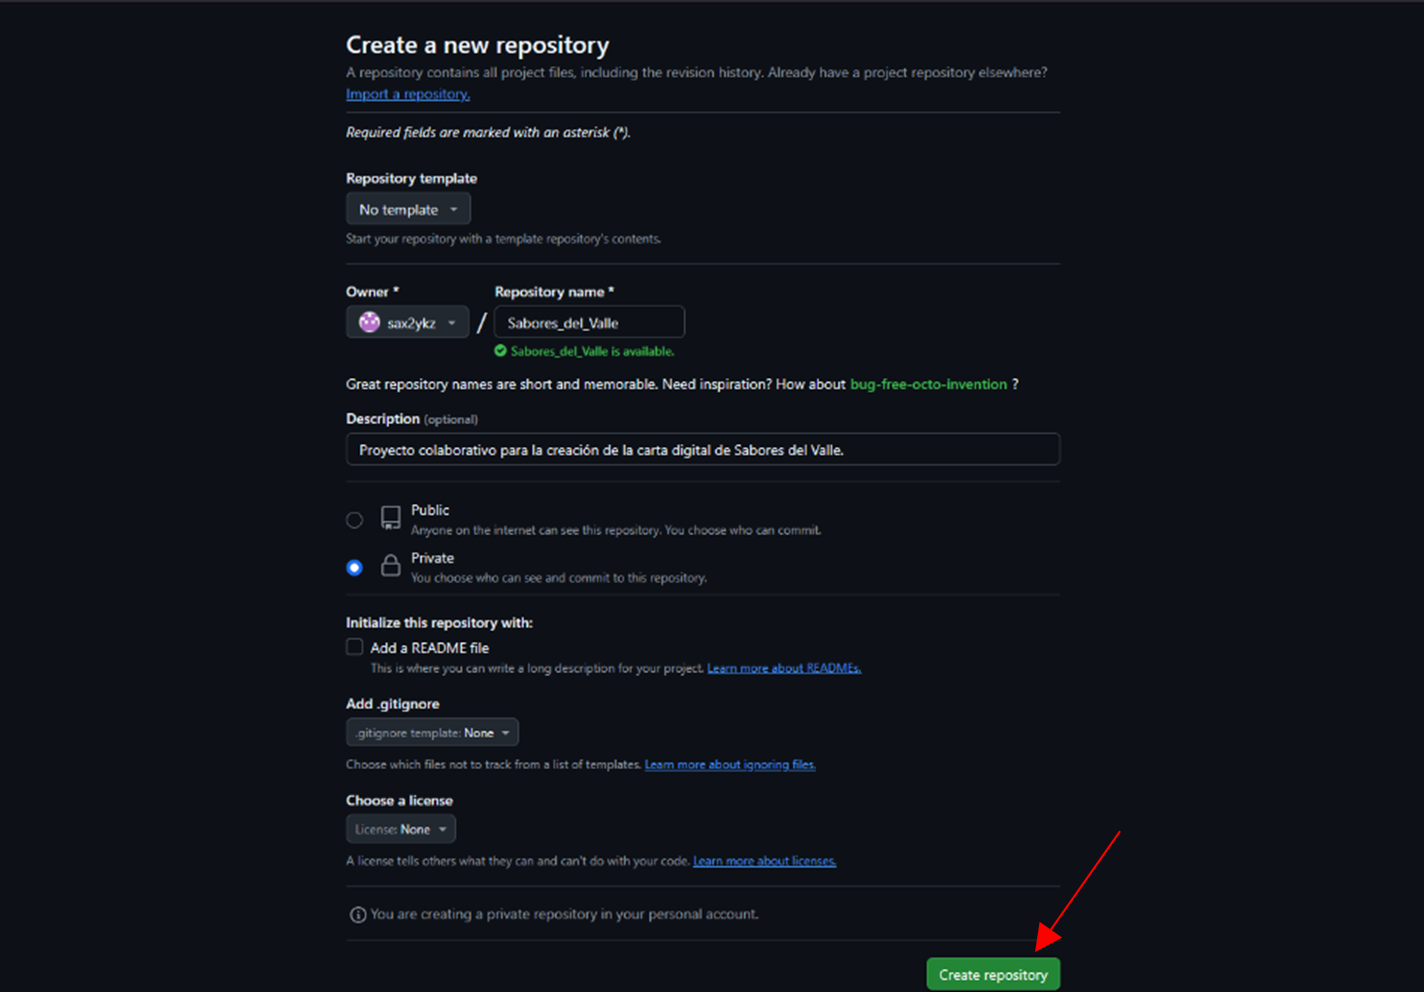 Create a new repository
A repository contains all project files, including the revision history. Already have a project repository elsewhere?
Import a repository.
Required fields are marked with an asterisk (*).
Repository template
No template
Start your repository with a template repository's contents.
Owner *
Repository name *
sax2ykz
/
Sabores_del_Valle
Sabores_del_Valle is available.
Great repository names are short and memorable. Need inspiration? How about bug-free-octo-invention ?
Description (optional)
Proyecto colaborativo para la creación de la carta digital de Sabores del Valle.
Public
Anyone on the internet can see this repository. You choose who can commit.
Private
You choose who can see and commit to this repository.
Initialize this repository with:
Add a README file
This is where you can write a long description for your project. Learn more about READMEs.
Add .gitignore
.gitignore template: None
Choose which files not to track from a list of templates. Learn more about ignoring files.
Choose a license
License: None
A license tells others what they can and can't do with your code. Learn more about licenses.
You are creating a private repository in your personal account.
Create repository